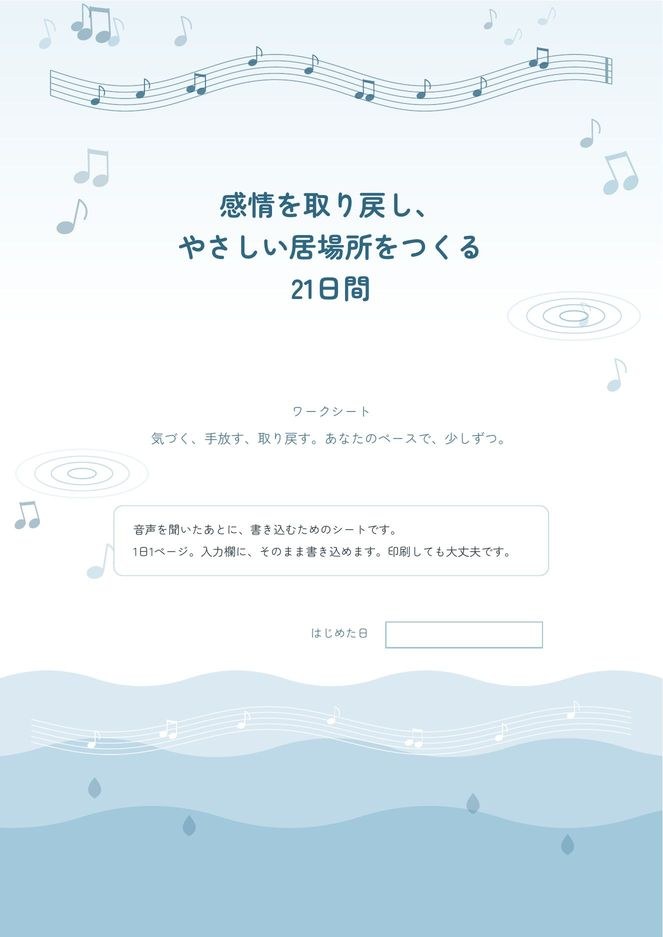 感情を取り戻し、
やさしい居場所をつくる
21日間
ワークシート
気づく、手放す、取り戻す。あなたのペースで、少しずつ。
音声を聞いたあとに、書き込むためのシートです。
1日1ページ。入力欄に、そのまま書き込めます。印刷しても大丈夫です。
はじめた日